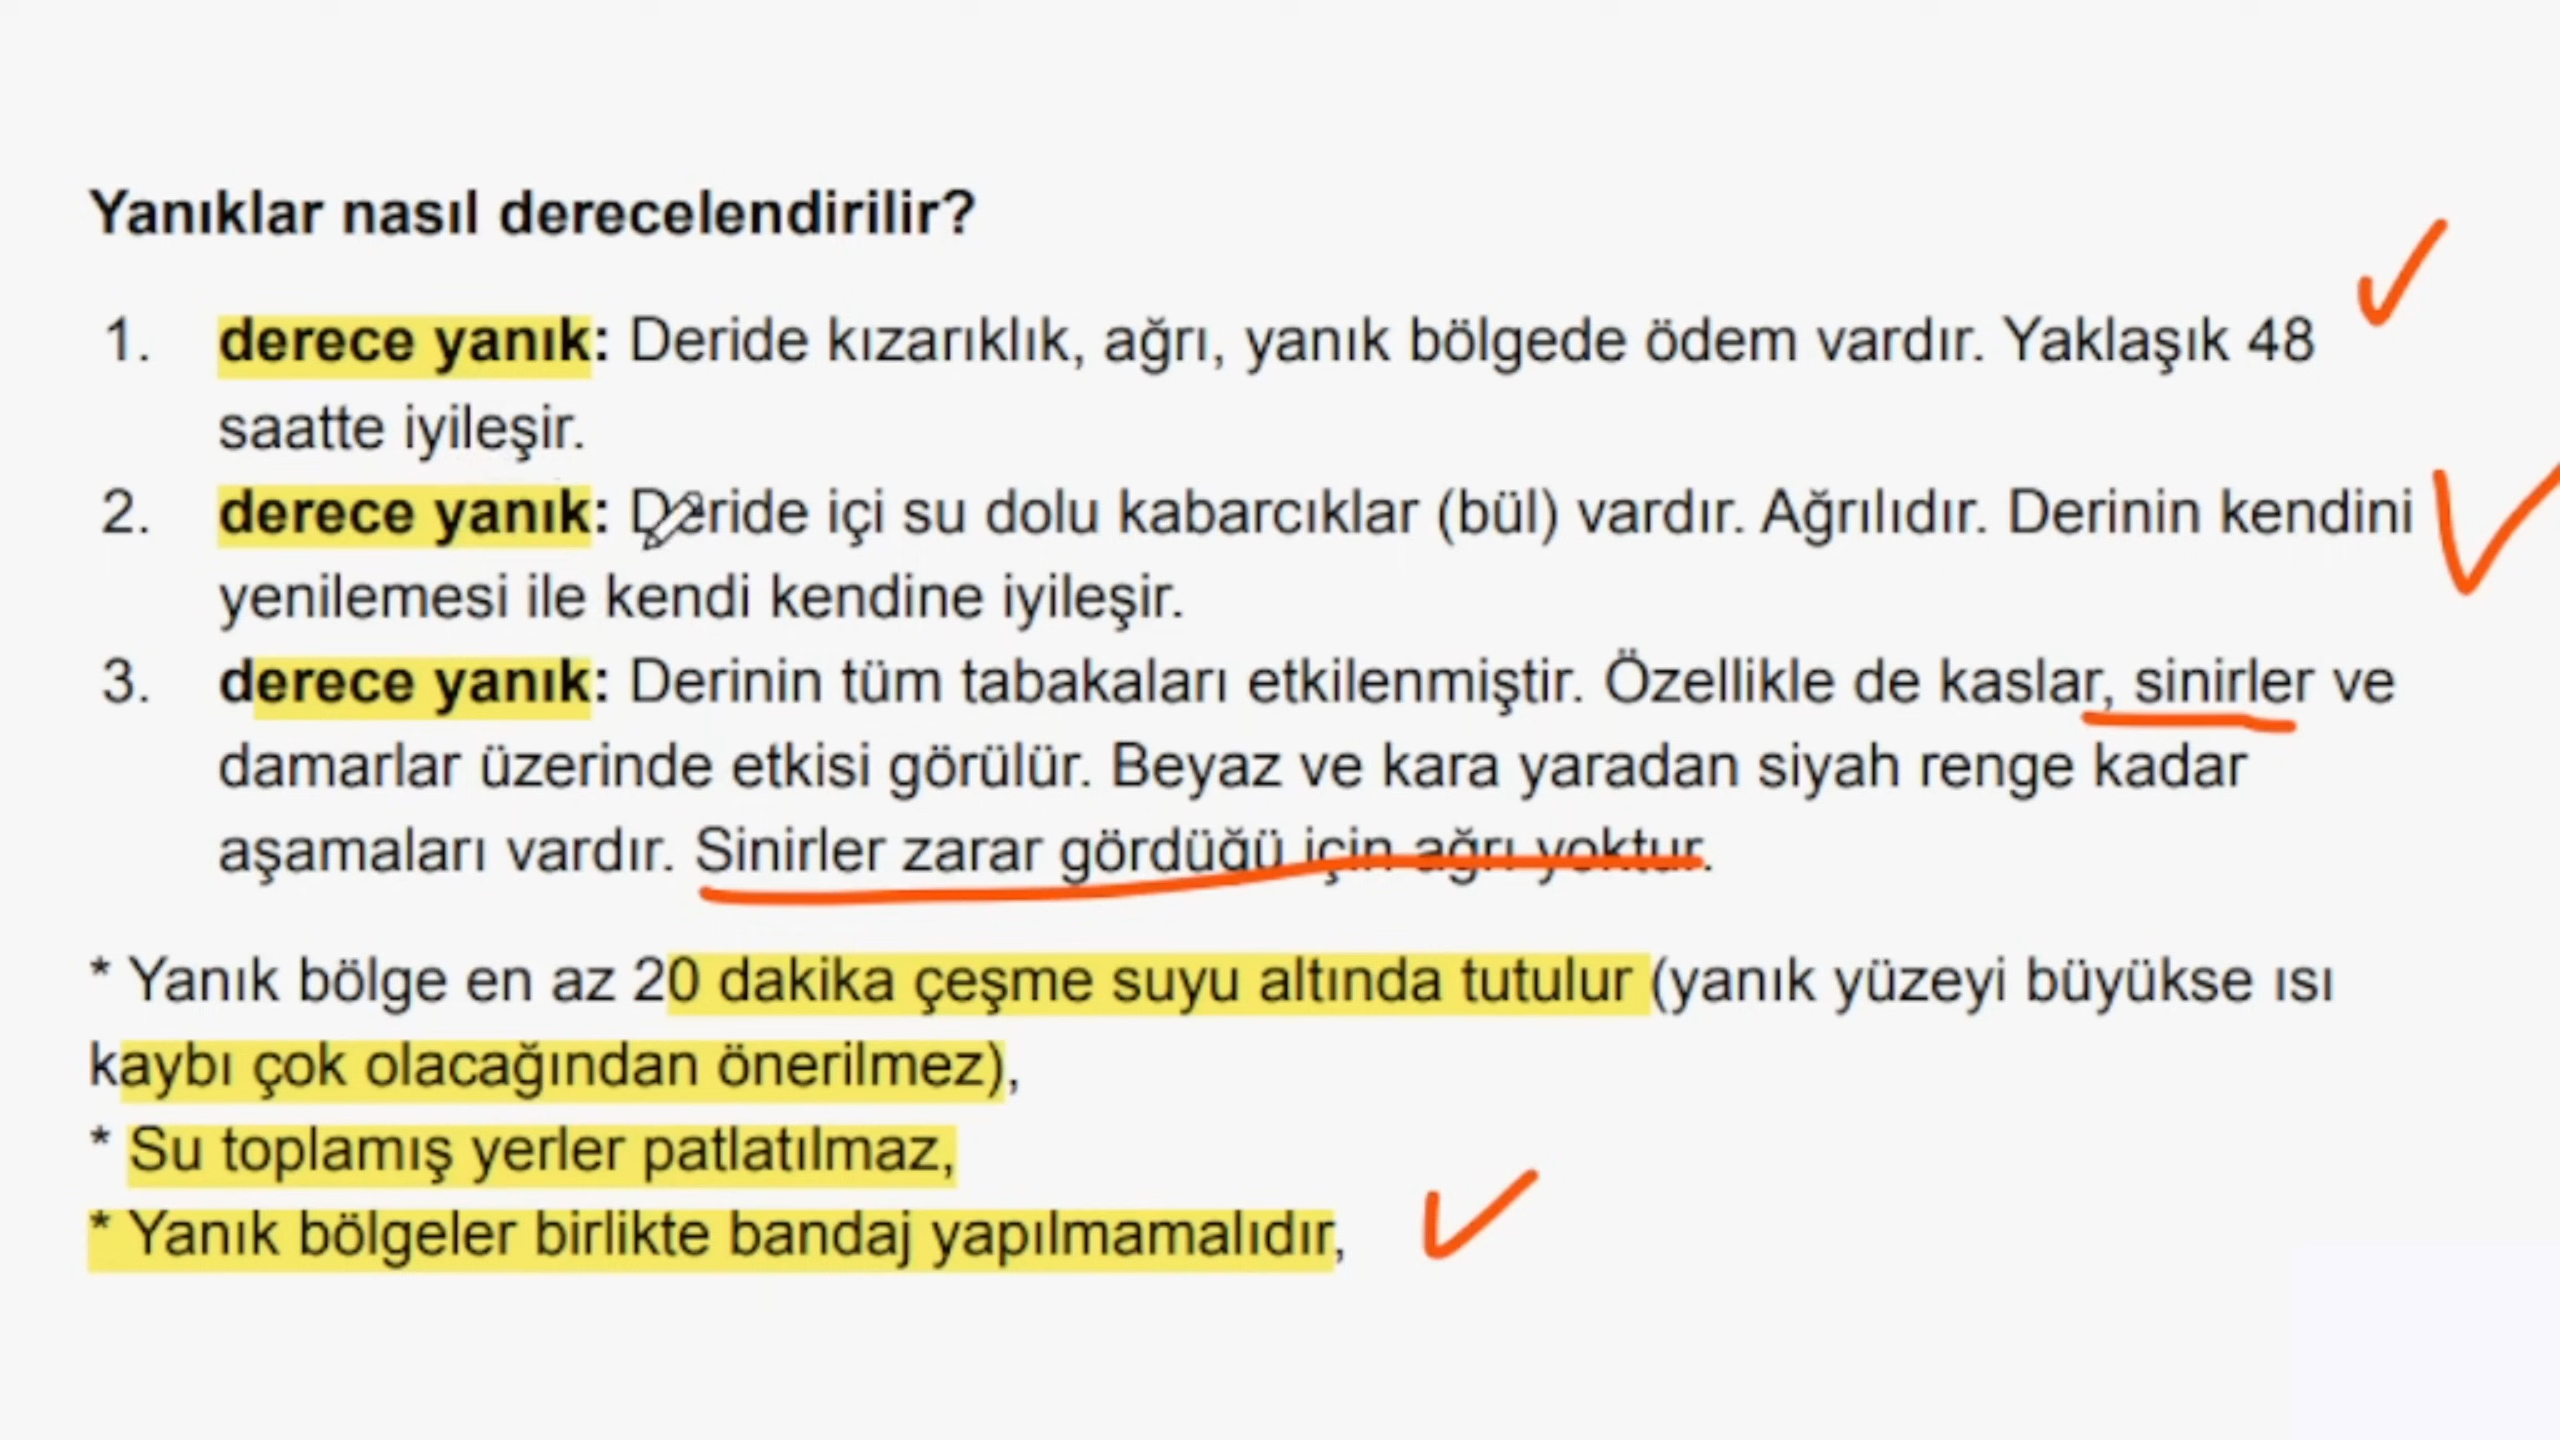 Yanıklar nasıl derecelendirilir?
1. derece yanık: Deride kızarıklık, ağrı, yanık bölgede ödem vardır. Yaklaşık 48
saatte iyileşir.
2. derece yanık: Deride içi su dolu kabarcıklar (bül) vardır. Ağrılıdır. Derinin kendini
yenilemesi ile kendi kendine iyileşir.
3. derece yanık: Derinin tüm tabakaları etkilenmiştir. Özellikle de kaslar, sinirler ve
damarlar üzerinde etkisi görülür. Beyaz ve kara yaradan siyah renge kadar
aşamaları vardır. Sinirler zarar gördüğü için ağrı yoktur.
* Yanık bölge en az 20 dakika çeşme suyu altında tutulur (yanık yüzeyi büyükse ısı
kaybı çok olacağından önerilmez),
* Su toplamış yerler patlatılmaz,
* Yanık bölgeler birlikte bandaj yapılmamalıdır,